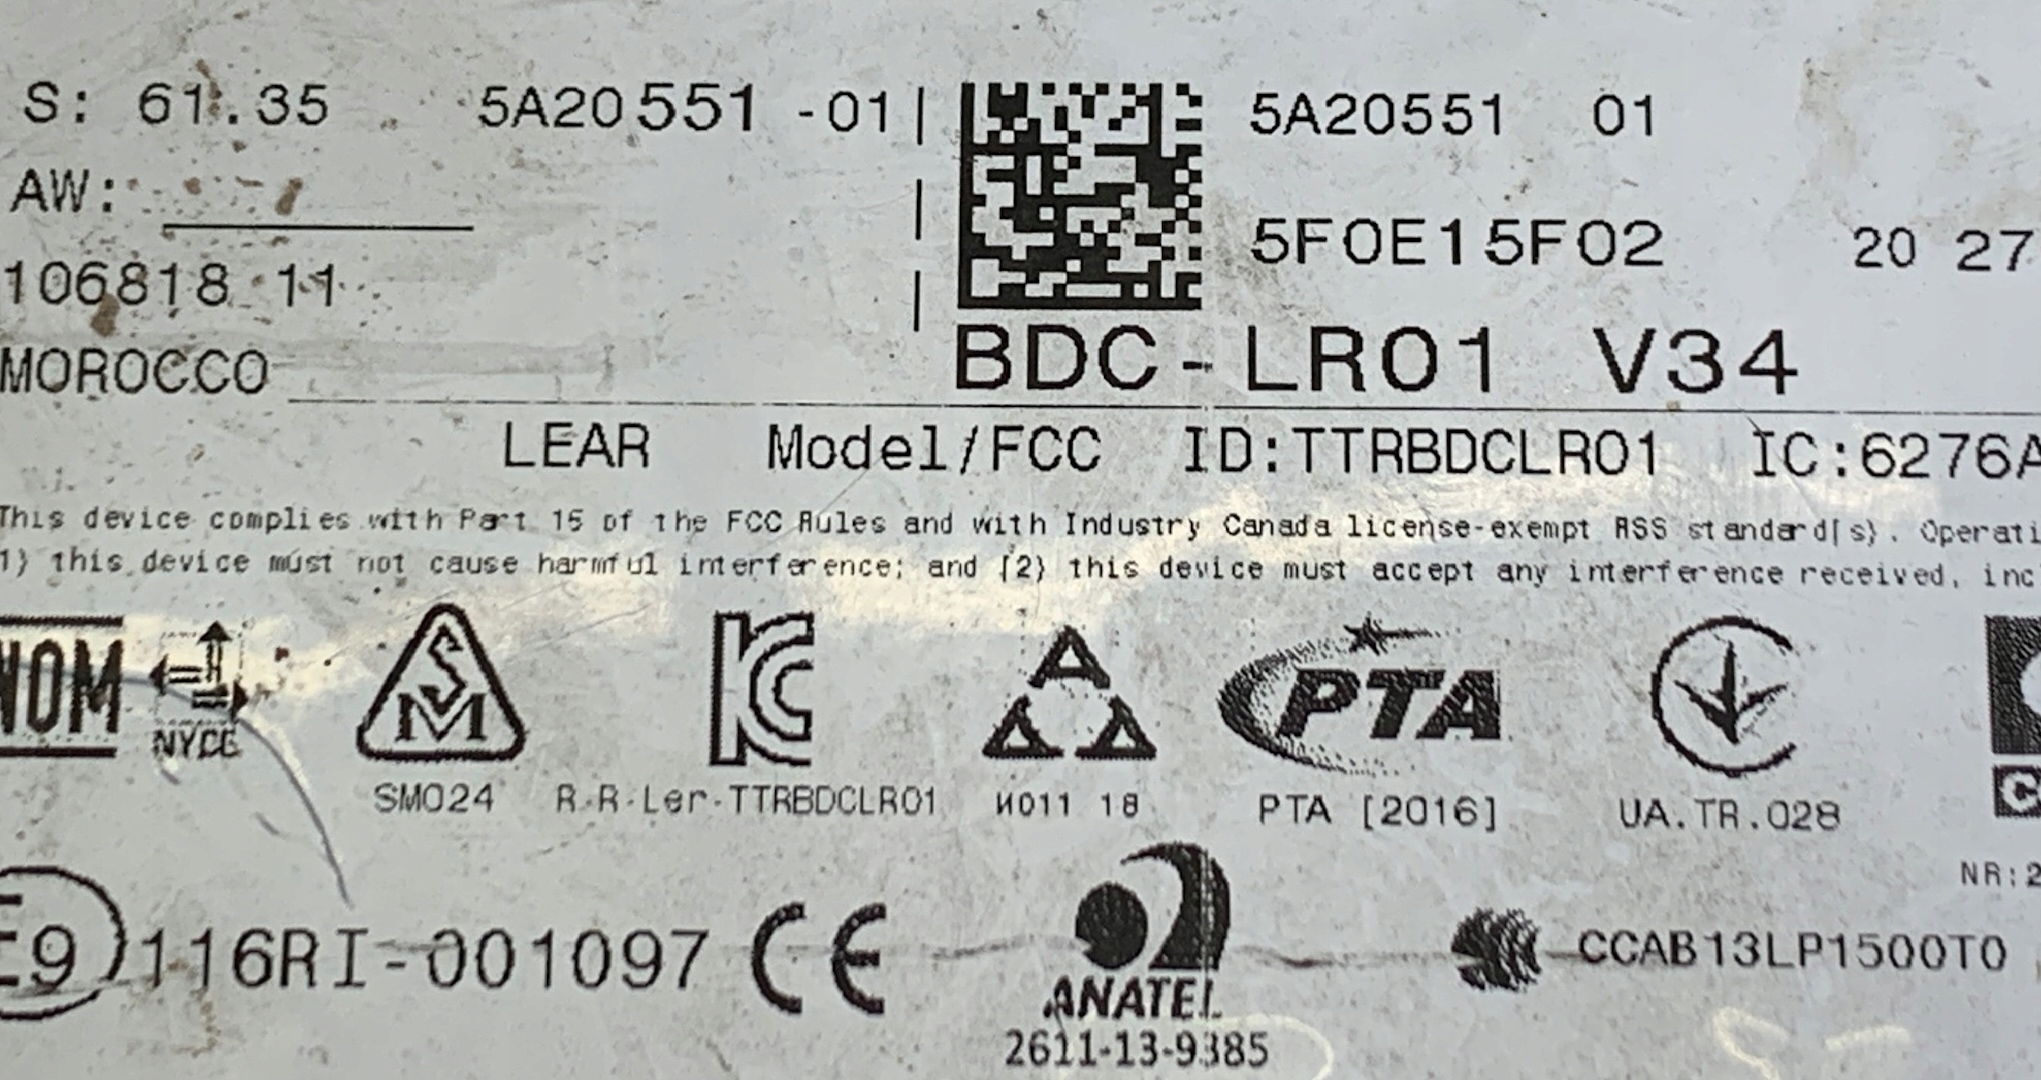 S: 61.35 5A20551 -01 5A20551 01
AW:
5F0E15F02 20 27
106818 11
BDC-LR01 V34
MOROCCO
LEAR Model/FCC ID:TTRBDCLR01 IC:6276A
This device complies with Part 15 of the FCC Rules and with Industry Canada license-exempt RSS standard(s). Operati
1) this device must not cause harmful interference; and (2) this device must accept any interference received, inc
NOM NYCE S M KC A PTA
SM024 R-R-Ler-TTRBDCLR01 И011 18 PTA [2016] UA.TR.028 C
NR:2
E9 116RI-001097 CE ANATEL CCAB13LP1500T0
2611-13-9385